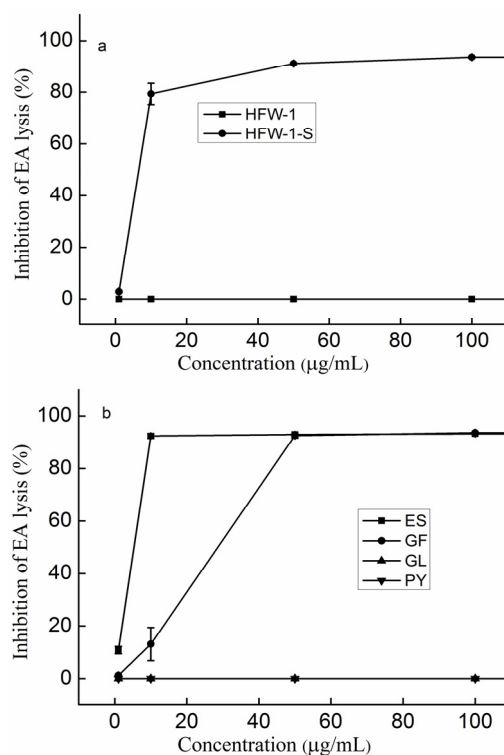 a
100
80
60
40
20
0
HFW-1
HFW-1-S
Inhibition of EA lysis (%)
0 20 40 60 80 100
Concentration (μg/mL)
b
100
80
60
40
20
0
ES
GF
GL
PY
Inhibition of EA lysis (%)
0 20 40 60 80 100
Concentration (μg/mL)